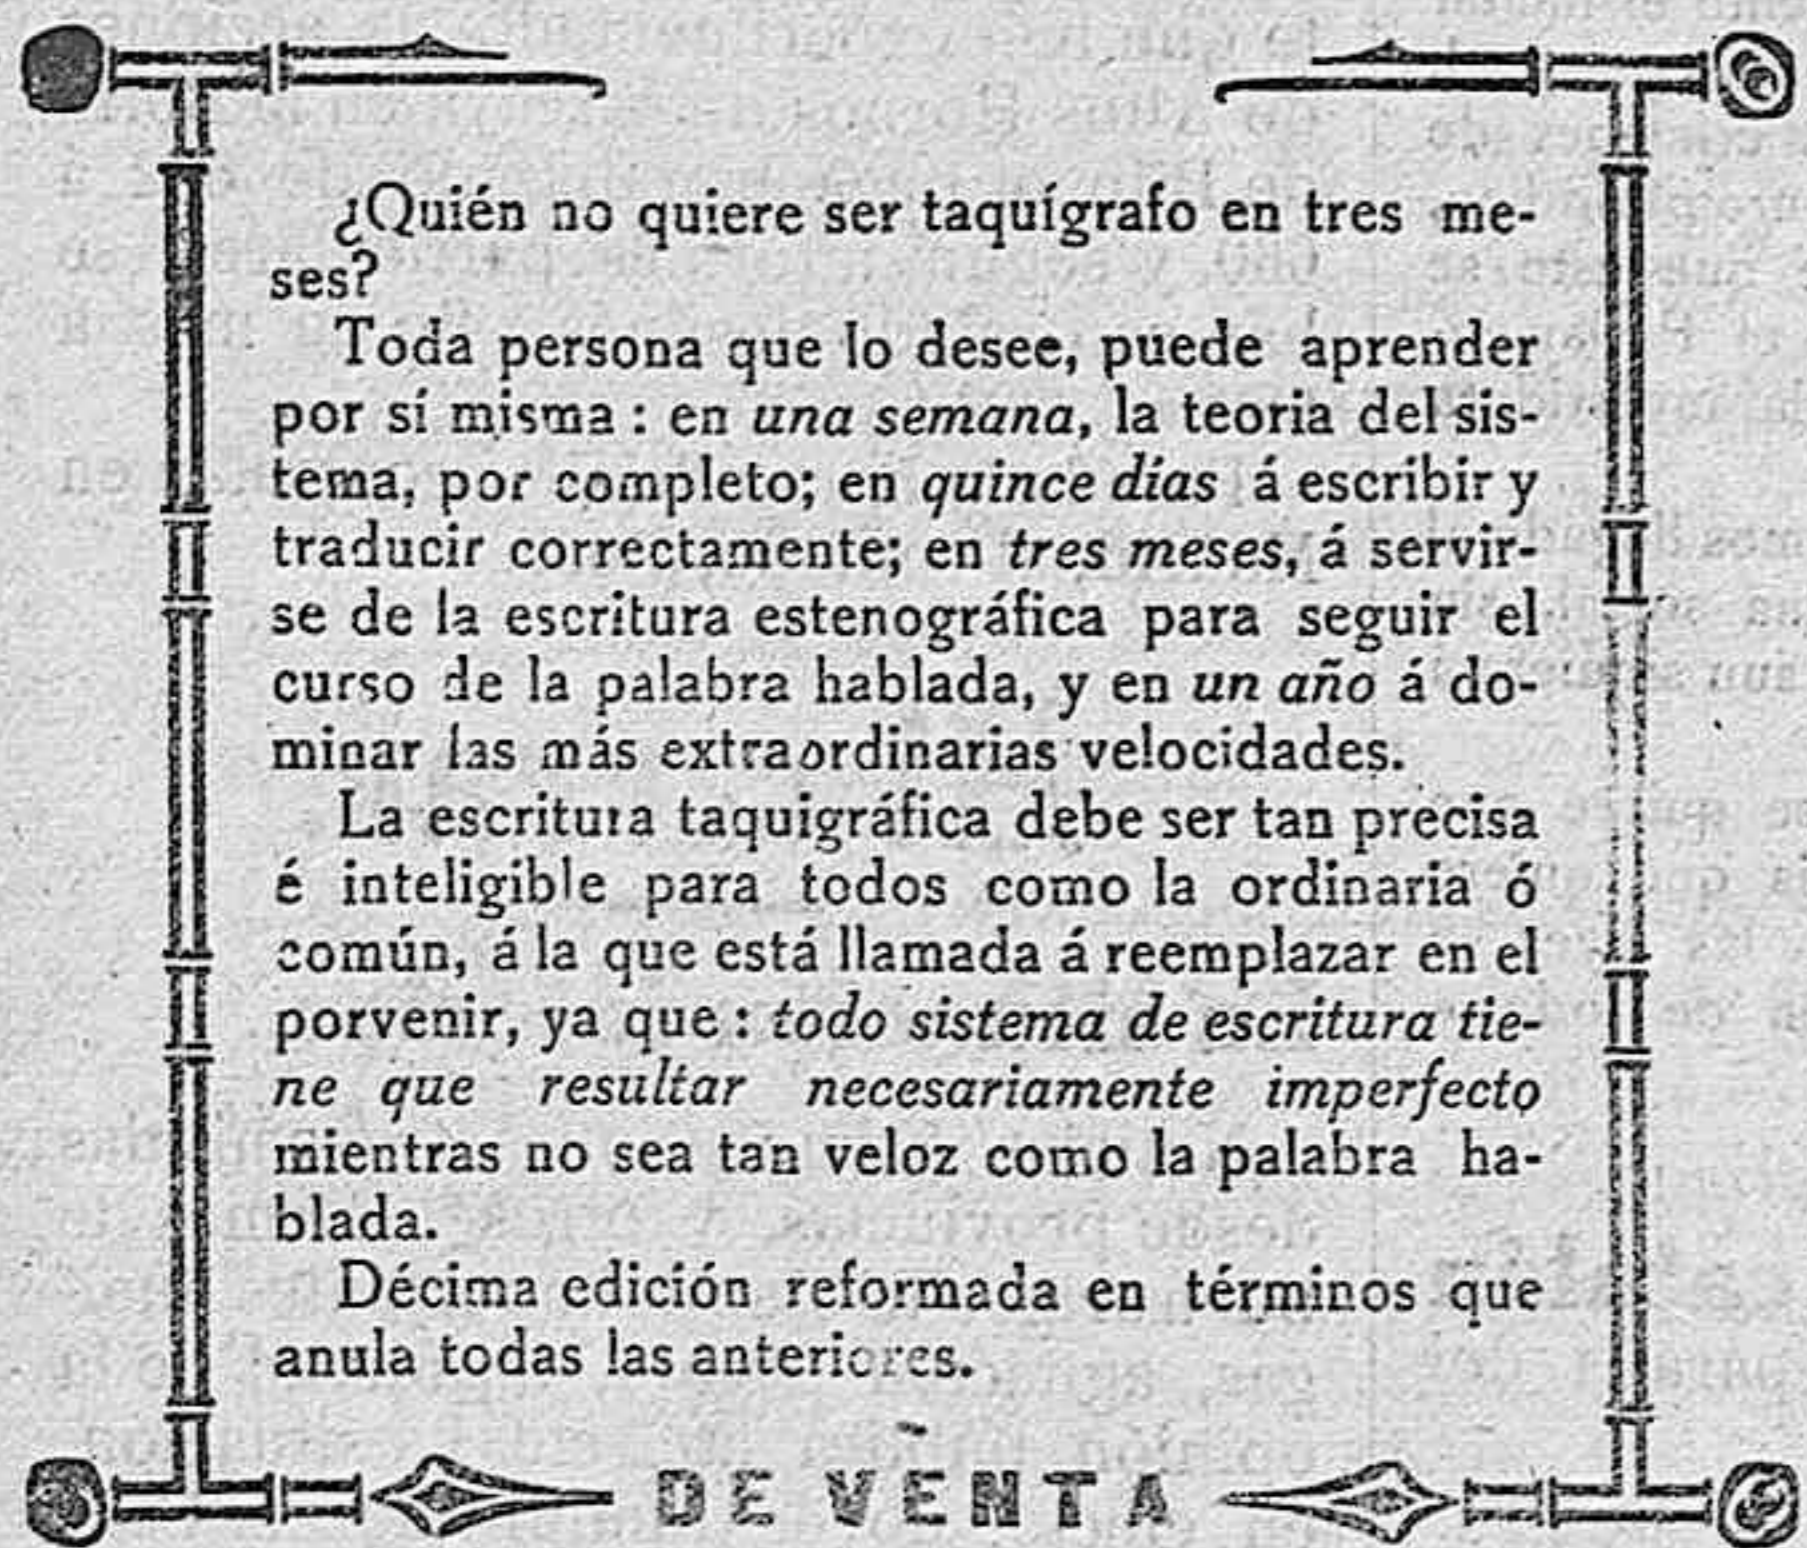 ¿Quién no quiere ser taquígrafo en tres me-
ses?
Toda persona que lo desee, puede aprender
por sí misma : en una semana, la teoria del sis-
tema, por completo; en quince días á escribir y
traducir correctamente; en tres meses, á servir-
se de la escritura estenográfica para seguir el
curso de la palabra hablada, y en un año á do-
minar las más extraordinarias velocidades.
La escritura taquigráfica debe ser tan precisa
é inteligible para todos como la ordinaria ó
común, á la que está llamada á reemplazar en el
porvenir, ya que : todo sistema de escritura tie-
ne que resultar necesariamente imperfecto
mientras no sea tan veloz como la palabra ha-
blada.
Décima edición reformada en términos que
anula todas las anteriores.
DE VENTA